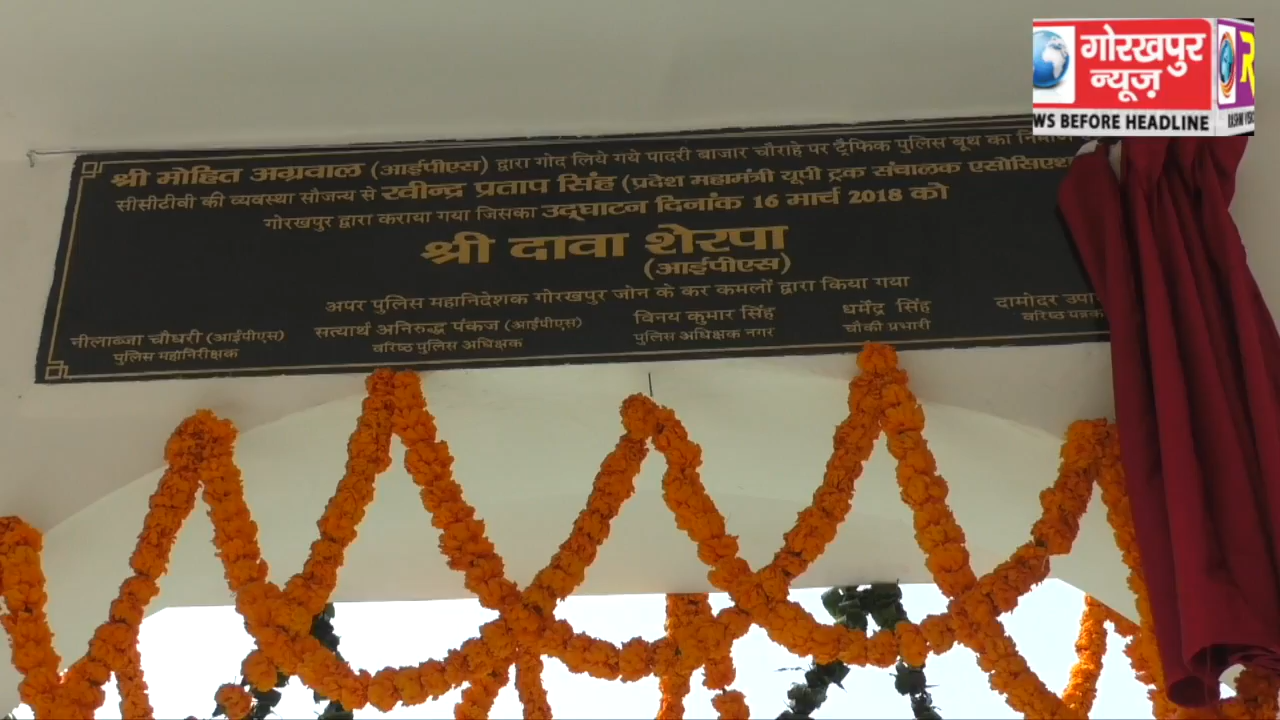 गोरखपुर
न्यूज़
WS BEFORE HEADLINE
श्री मोहित अग्रवाल (आईपीएस) द्वारा गोद लिये गये पादरी बाजार चौराहे पर ट्रैफिक पुलिस बूथ का
सीसीटीवी की व्यवस्था सौजन्य से रवीन्द्र प्रताप सिंह (प्रदेश महामंत्री यूपी ट्रक संचालक
गोरखपुर द्वारा कराया गया जिसका उद्घाटन दिनांक 16 मार्च 2018 को
श्री दावा शेरपा
(आईपीएस)
अपर पुलिस महानिदेशक गोरखपुर जोन के कर कमलों द्वारा किया गया
नीलाब्जा चौधरी (आईपीएस) सत्यार्थ अनिरुद्ध पंकज (आईपीएस) विनय कुमार सिंह धर्मेंद्र सिंह दामोदर
पुलिस महानिरीक्षक वरिष्ठ पुलिस अधिक्षक पुलिस अधिक्षक नगर चौकी प्रभारी वरिष्ठ